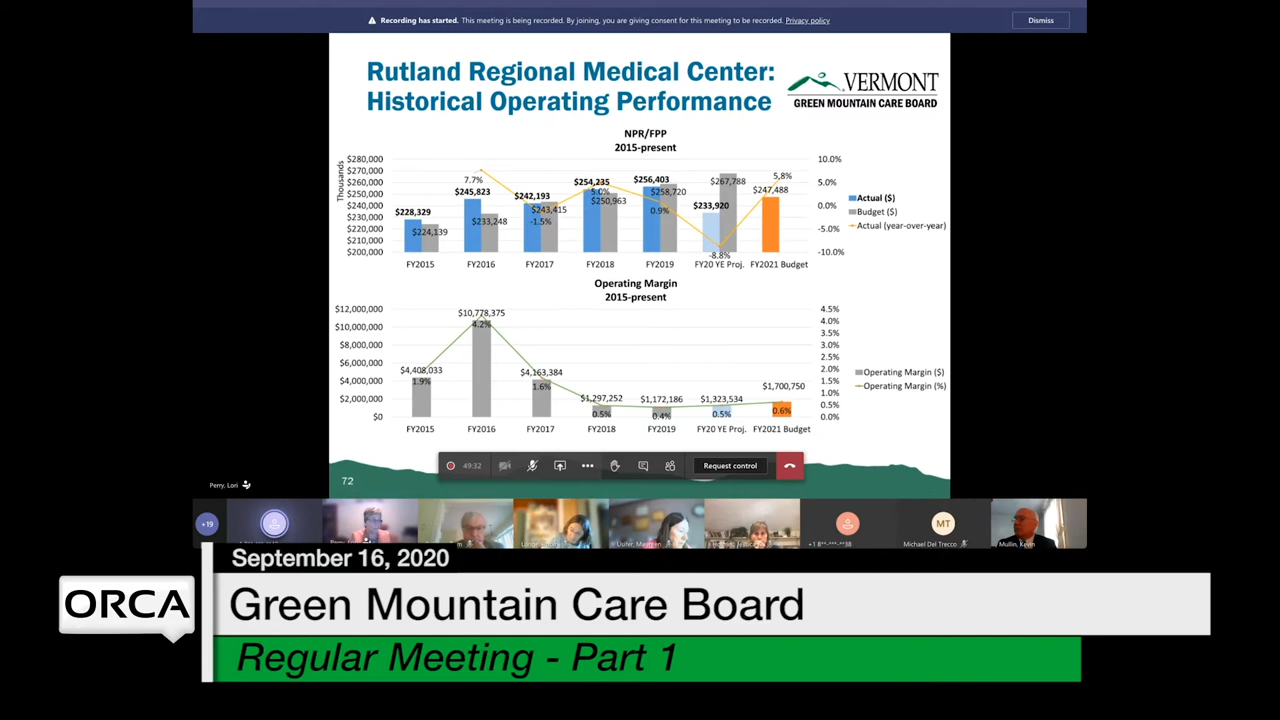 Recording has started. This meeting is being recorded. By joining, you are giving consent for this meeting to be recorded. Privacy policy
Dismiss
Rutland Regional Medical Center:
Historical Operating Performance
VERMONT
GREEN MOUNTAIN CARE BOARD
NPR/FPP
2015-present
Thousands
$280,000
$270,000
$260,000
$250,000
$240,000
$230,000
$220,000
$210,000
$200,000
$228,329
$224,139
7.7%
$245,823
$233,248
$242,193
$243,415
-1.5%
$254,235
5.0%
$250,963
$256,403
$258,720
0.9%
$233,920
$267,788
-8.8%
5.8%
$247,488
10.0%
5.0%
0.0%
-5.0%
-10.0%
Actual ($)
Budget ($)
Actual (year-over-year)
FY2015 FY2016 FY2017 FY2018 FY2019 FY20 YE Proj. FY2021 Budget
Operating Margin
2015-present
$12,000,000
$10,000,000
$8,000,000
$6,000,000
$4,000,000
$2,000,000
$0
$4,408,033
1.9%
$10,778,375
4.2%
$4,163,384
1.6%
$1,297,252
0.5%
$1,172,186
0.4%
$1,323,534
0.5%
$1,700,750
0.6%
4.5%
4.0%
3.5%
3.0%
2.5%
2.0%
1.5%
1.0%
0.5%
0.0%
Operating Margin ($)
Operating Margin (%)
FY2015 FY2016 FY2017 FY2018 FY2019 FY20 YE Proj. FY2021 Budget
49:32
Request control
72
Perry, Lori
+19
MT
Michael Del Trecco
Mullin, Kevin
September 16, 2020
ORCA
Green Mountain Care Board
Regular Meeting - Part 1